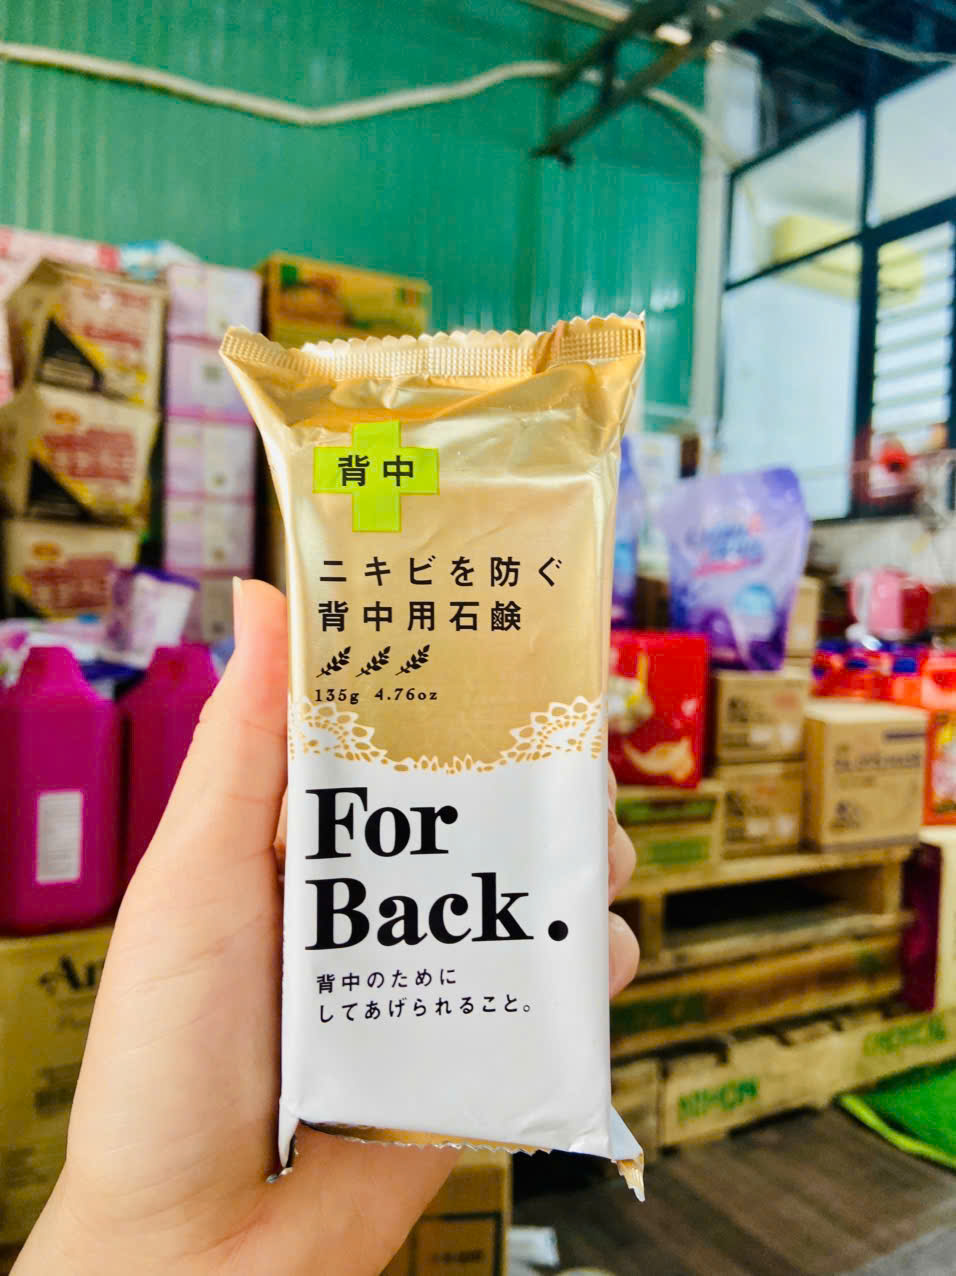 背中
ニキビを防ぐ
背中用石鹸
135g 4.76oz
For
Back.
背中のために
してあげられること。